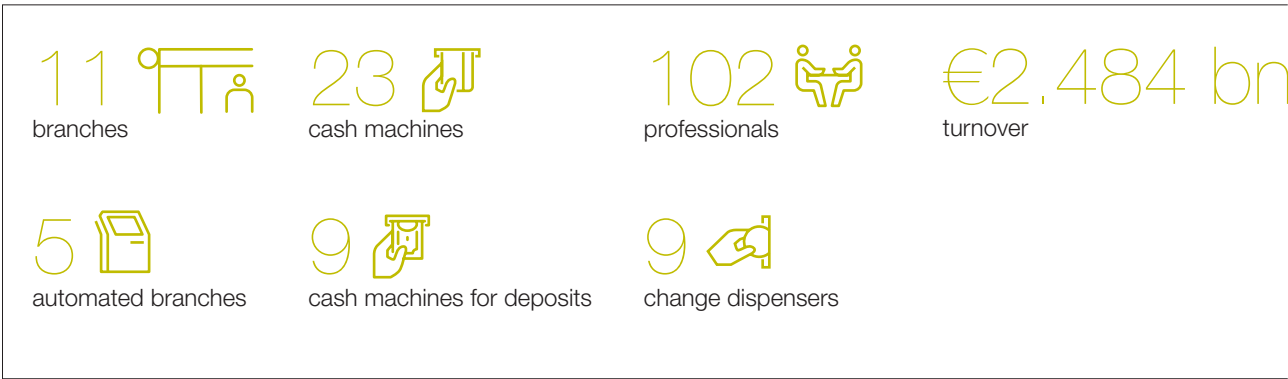 11
branches
23
cash machines
102
professionals
€2.484 bn
turnover
5
automated branches
9
cash machines for deposits
9
change dispensers